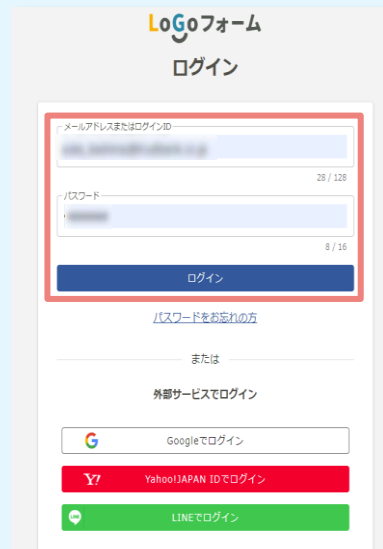 LoGoフォーム
ログイン
メールアドレスまたはログインID
28 / 128
パスワード
8 / 16
ログイン
パスワードをお忘れの方
または
外部サービスでログイン
G Googleでログイン
Y! Yahoo!JAPAN IDでログイン
LINE LINEでログイン